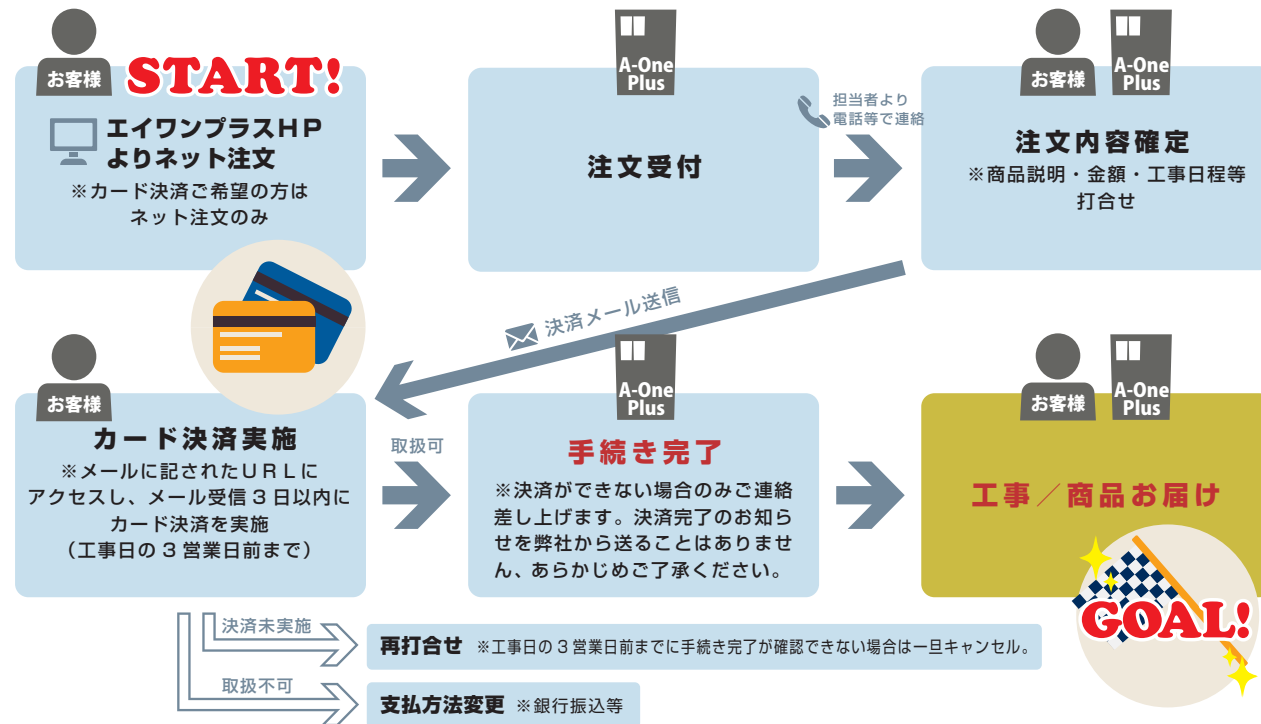 お客様
START!
エイワンプラスHP
よりネット注文
※カード決済ご希望の方は
ネット注文のみ
A-One
Plus
注文受付
担当者より
電話等で連絡
お客様
A-One
Plus
注文内容確定
※商品説明・金額・工事日程等
打合せ
決済メール送信
お客様
カード決済実施
※メールに記されたURLに
アクセスし、メール受信3日以内に
カード決済を実施
（工事日の3営業日前まで）
取扱可
A-One
Plus
手続き完了
※決済ができない場合のみご連絡
差し上げます。決済完了のお知ら
せを弊社から送ることはありませ
ん、あらかじめご了承ください。
お客様
A-One
Plus
工事／商品お届け
GOAL!
決済未実施
再打合せ ※工事日の3営業日前までに手続き完了が確認できない場合は一旦キャンセル。
取扱不可
支払方法変更 ※銀行振込等